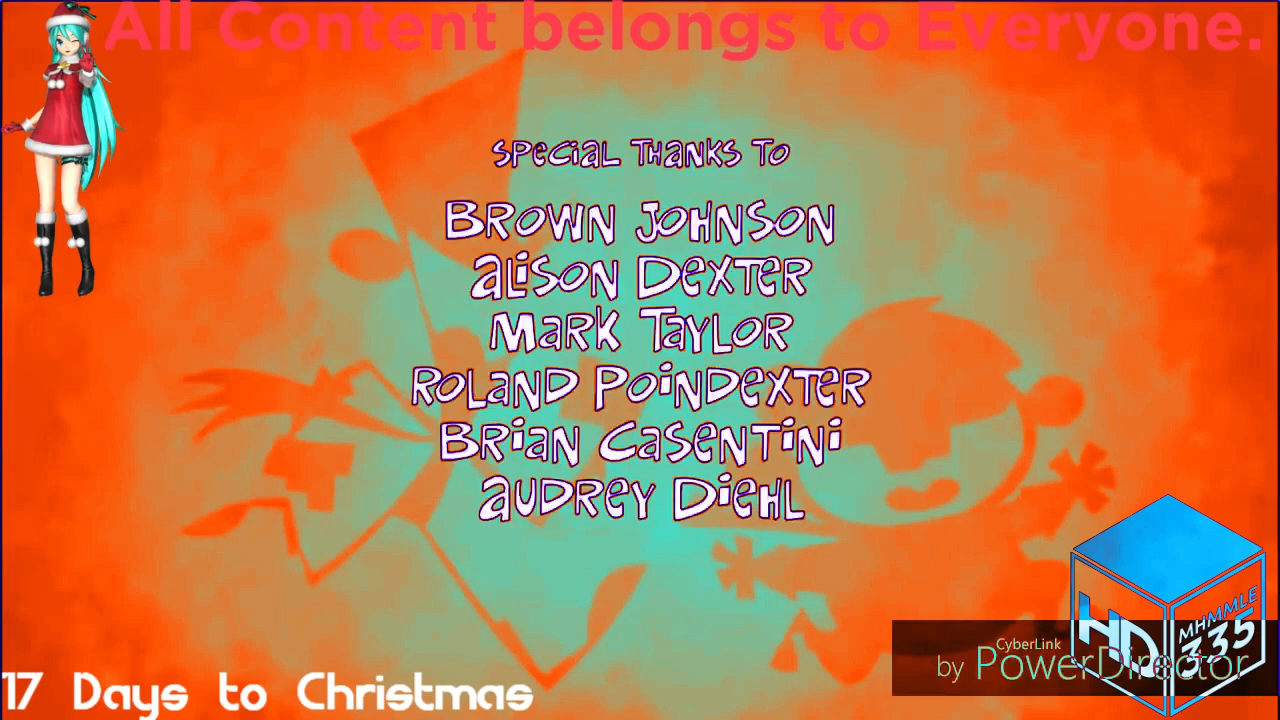 All Content belongs to Everyone.
SPECIAL THANKS TO
BROWN JOHNSON
ALISON DEXTER
MARK TAYLOR
ROLAND POINDEXTER
BRIAN CASENTINI
AUDREY DIEHL
HD
MHMMLE
335
CyberLink
by PowerDirector
17 Days to Christmas